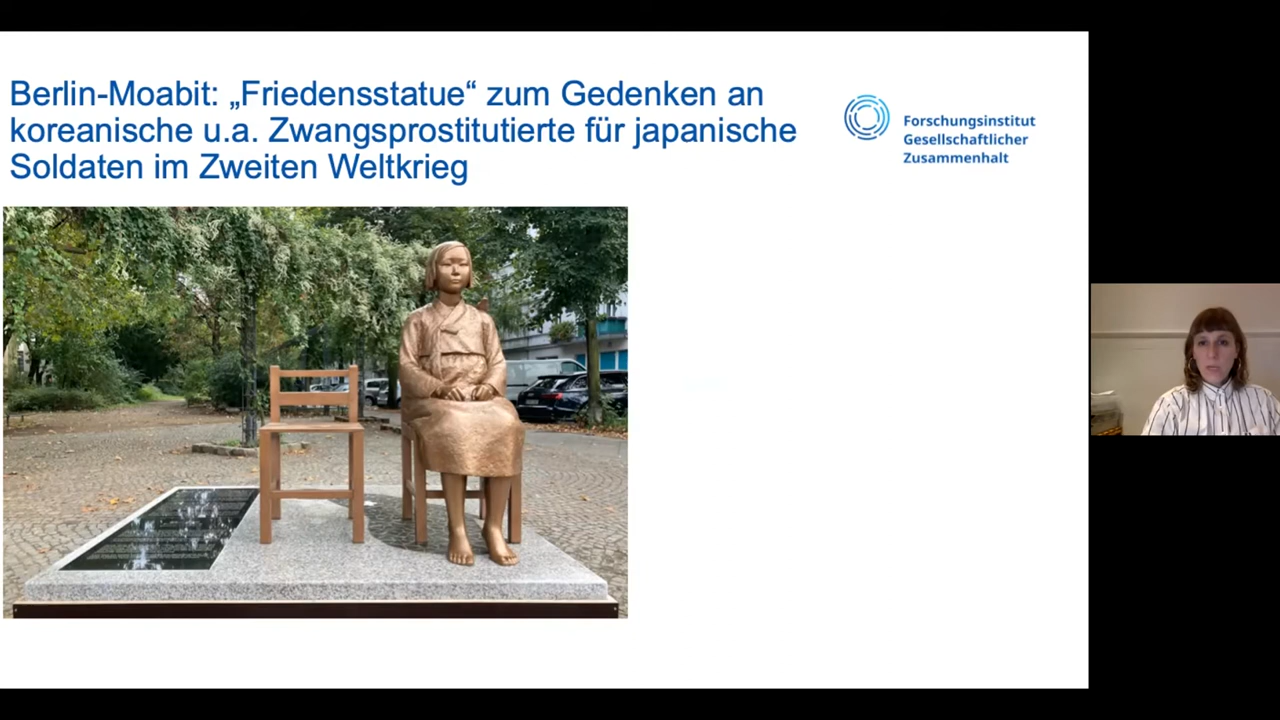 Berlin-Moabit: „Friedensstatue“ zum Gedenken an
koreanische u.a. Zwangsprostitutierte für japanische
Soldaten im Zweiten Weltkrieg
Forschungsinstitut
Gesellschaftlicher
Zusammenhalt